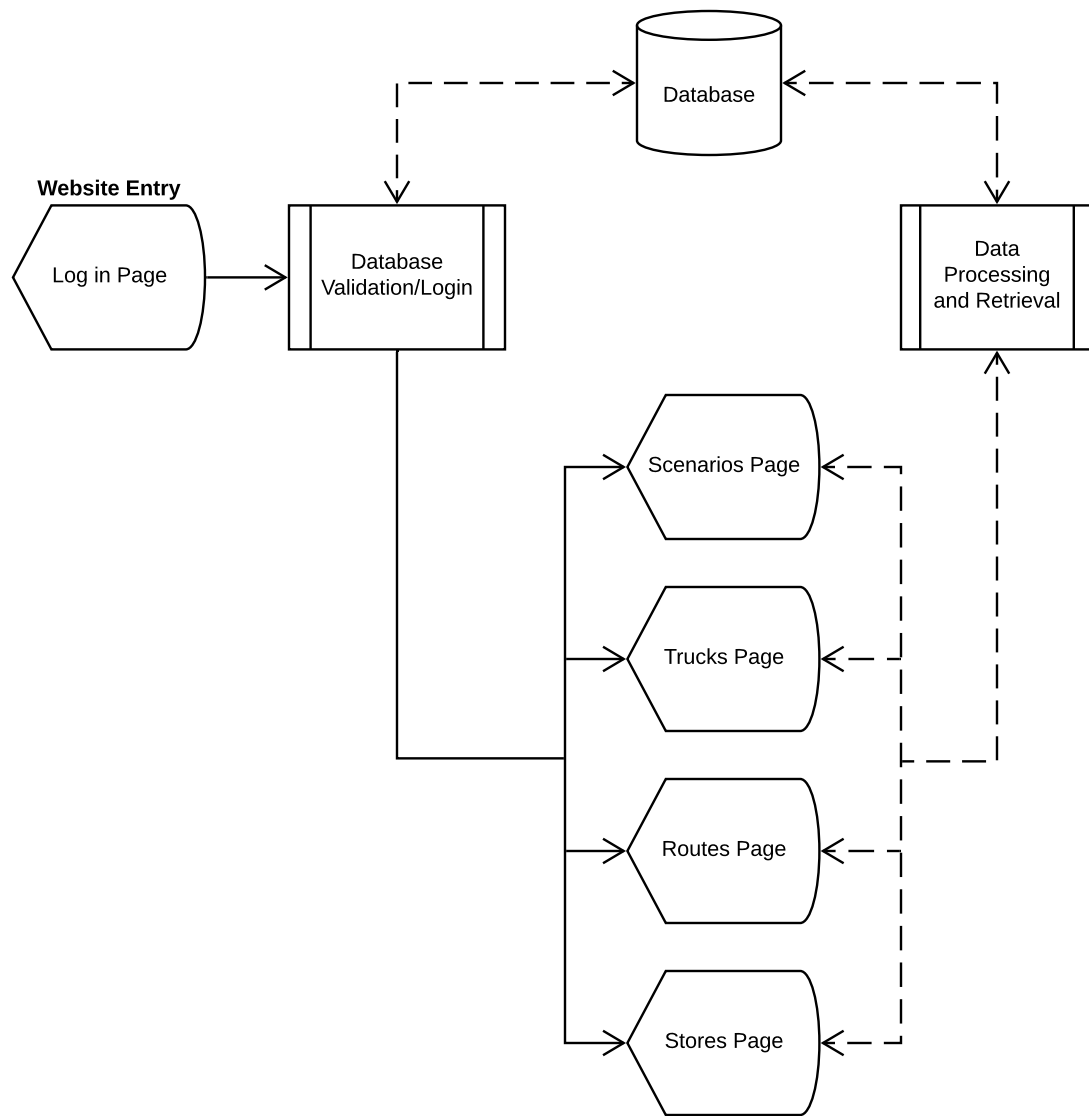 Database
Website Entry
Log in Page
Database
Validation/Login
Data
Processing
and Retrieval
Scenarios Page
Trucks Page
Routes Page
Stores Page